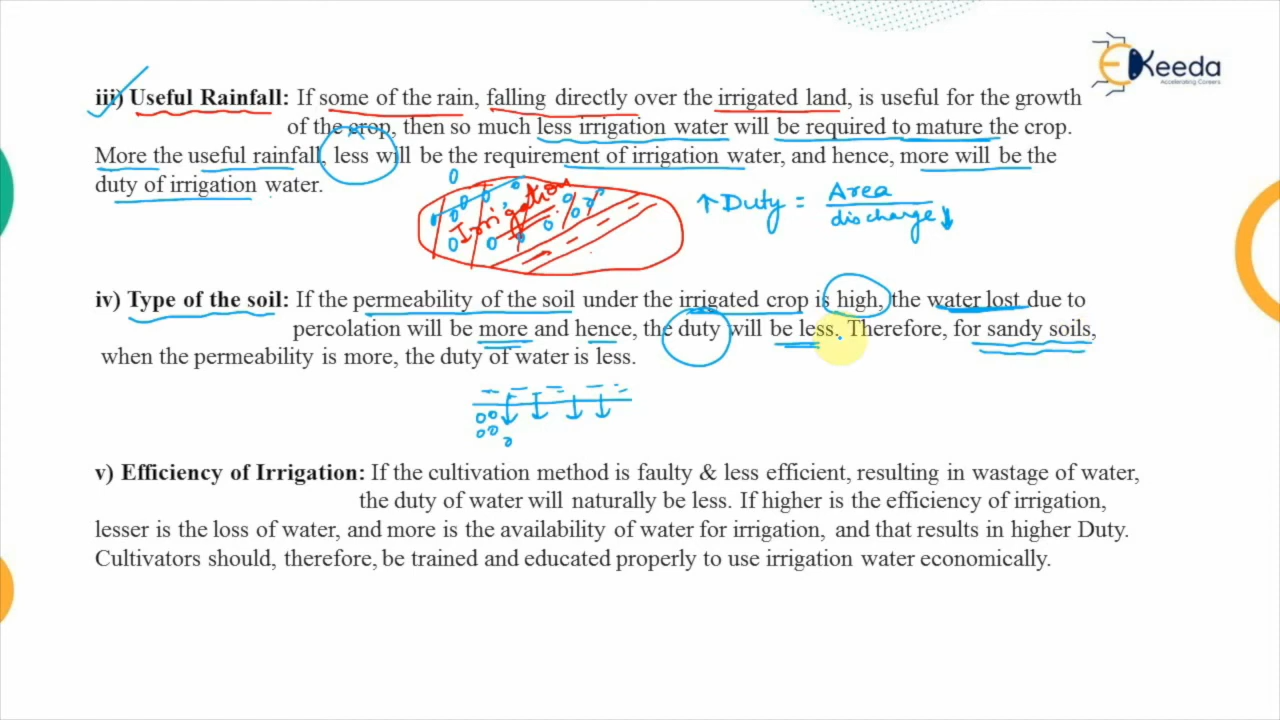 EKeeda
Accelerating Careers
iii) Useful Rainfall: If some of the rain, falling directly over the irrigated land, is useful for the growth
of the crop, then so much less irrigation water will be required to mature the crop.
More the useful rainfall, less will be the requirement of irrigation water, and hence, more will be the
duty of irrigation water.
Irrigation
↑ Duty = Area
discharge ↓
iv) Type of the soil: If the permeability of the soil under the irrigated crop is high, the water lost due to
percolation will be more and hence, the duty will be less. Therefore, for sandy soils,
when the permeability is more, the duty of water is less.
v) Efficiency of Irrigation: If the cultivation method is faulty & less efficient, resulting in wastage of water,
the duty of water will naturally be less. If higher is the efficiency of irrigation,
lesser is the loss of water, and more is the availability of water for irrigation, and that results in higher Duty.
Cultivators should, therefore, be trained and educated properly to use irrigation water economically.